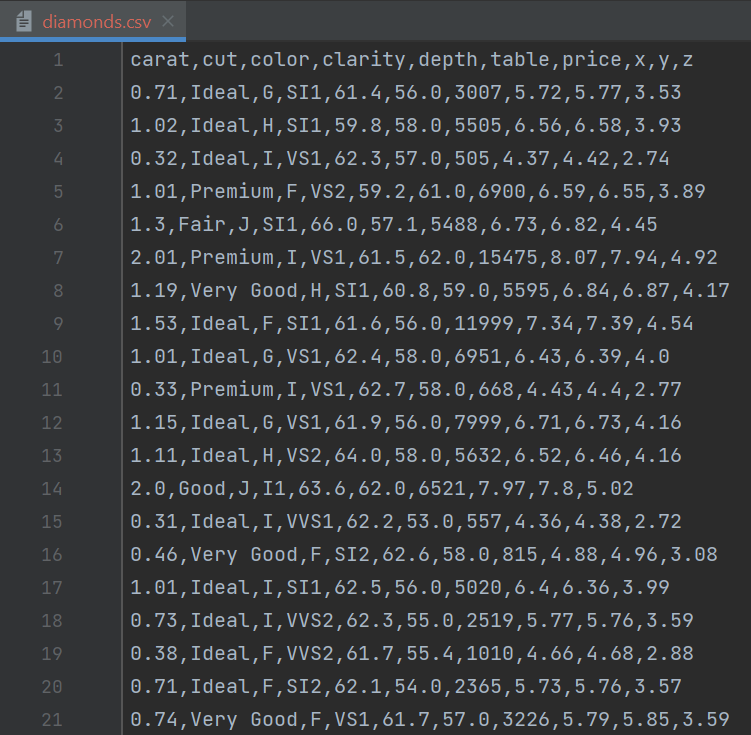 diamonds.csv
1 carat,cut,color,clarity,depth,table,price,x,y,z
2 0.71,Ideal,G,SI1,61.4,56.0,3007,5.72,5.77,3.53
3 1.02,Ideal,H,SI1,59.8,58.0,5505,6.56,6.58,3.93
4 0.32,Ideal,I,VS1,62.3,57.0,505,4.37,4.42,2.74
5 1.01,Premium,F,VS2,59.2,61.0,6900,6.59,6.55,3.89
6 1.3,Fair,J,SI1,66.0,57.1,5488,6.73,6.82,4.45
7 2.01,Premium,I,VS1,61.5,62.0,15475,8.07,7.94,4.92
8 1.19,Very Good,H,SI1,60.8,59.0,5595,6.84,6.87,4.17
9 1.53,Ideal,F,SI1,61.6,56.0,11999,7.34,7.39,4.54
10 1.01,Ideal,G,VS1,62.4,58.0,6951,6.43,6.39,4.0
11 0.33,Premium,I,VS1,62.7,58.0,668,4.43,4.4,2.77
12 1.15,Ideal,G,VS1,61.9,56.0,7999,6.71,6.73,4.16
13 1.11,Ideal,H,VS2,64.0,58.0,5632,6.52,6.46,4.16
14 2.0,Good,J,I1,63.6,62.0,6521,7.97,7.8,5.02
15 0.31,Ideal,I,VVS1,62.2,53.0,557,4.36,4.38,2.72
16 0.46,Very Good,F,SI2,62.6,58.0,815,4.88,4.96,3.08
17 1.01,Ideal,I,SI1,62.5,56.0,5020,6.4,6.36,3.99
18 0.73,Ideal,I,VVS2,62.3,55.0,2519,5.77,5.76,3.59
19 0.38,Ideal,F,VVS2,61.7,55.4,1010,4.66,4.68,2.88
20 0.71,Ideal,F,SI2,62.1,54.0,2365,5.73,5.76,3.57
21 0.74,Very Good,F,VS1,61.7,57.0,3226,5.79,5.85,3.59